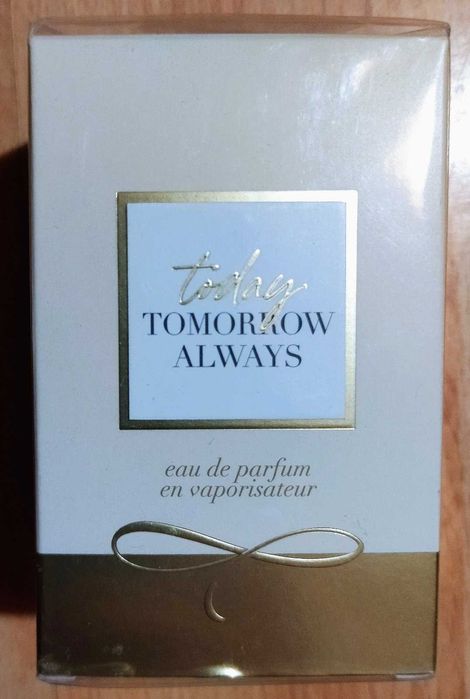 today
TOMORROW
ALWAYS
eau de parfum
en vaporisateur